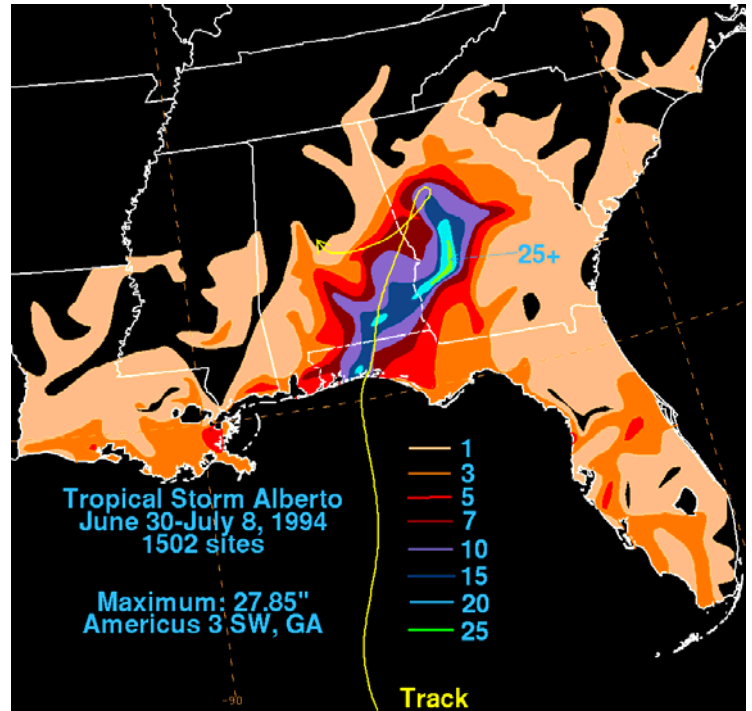 25+
1
3
5
7
10
15
20
25
Tropical Storm Alberto
June 30-July 8, 1994
1502 sites
Maximum: 27.85"
Americus 3 SW, GA
-90
Track